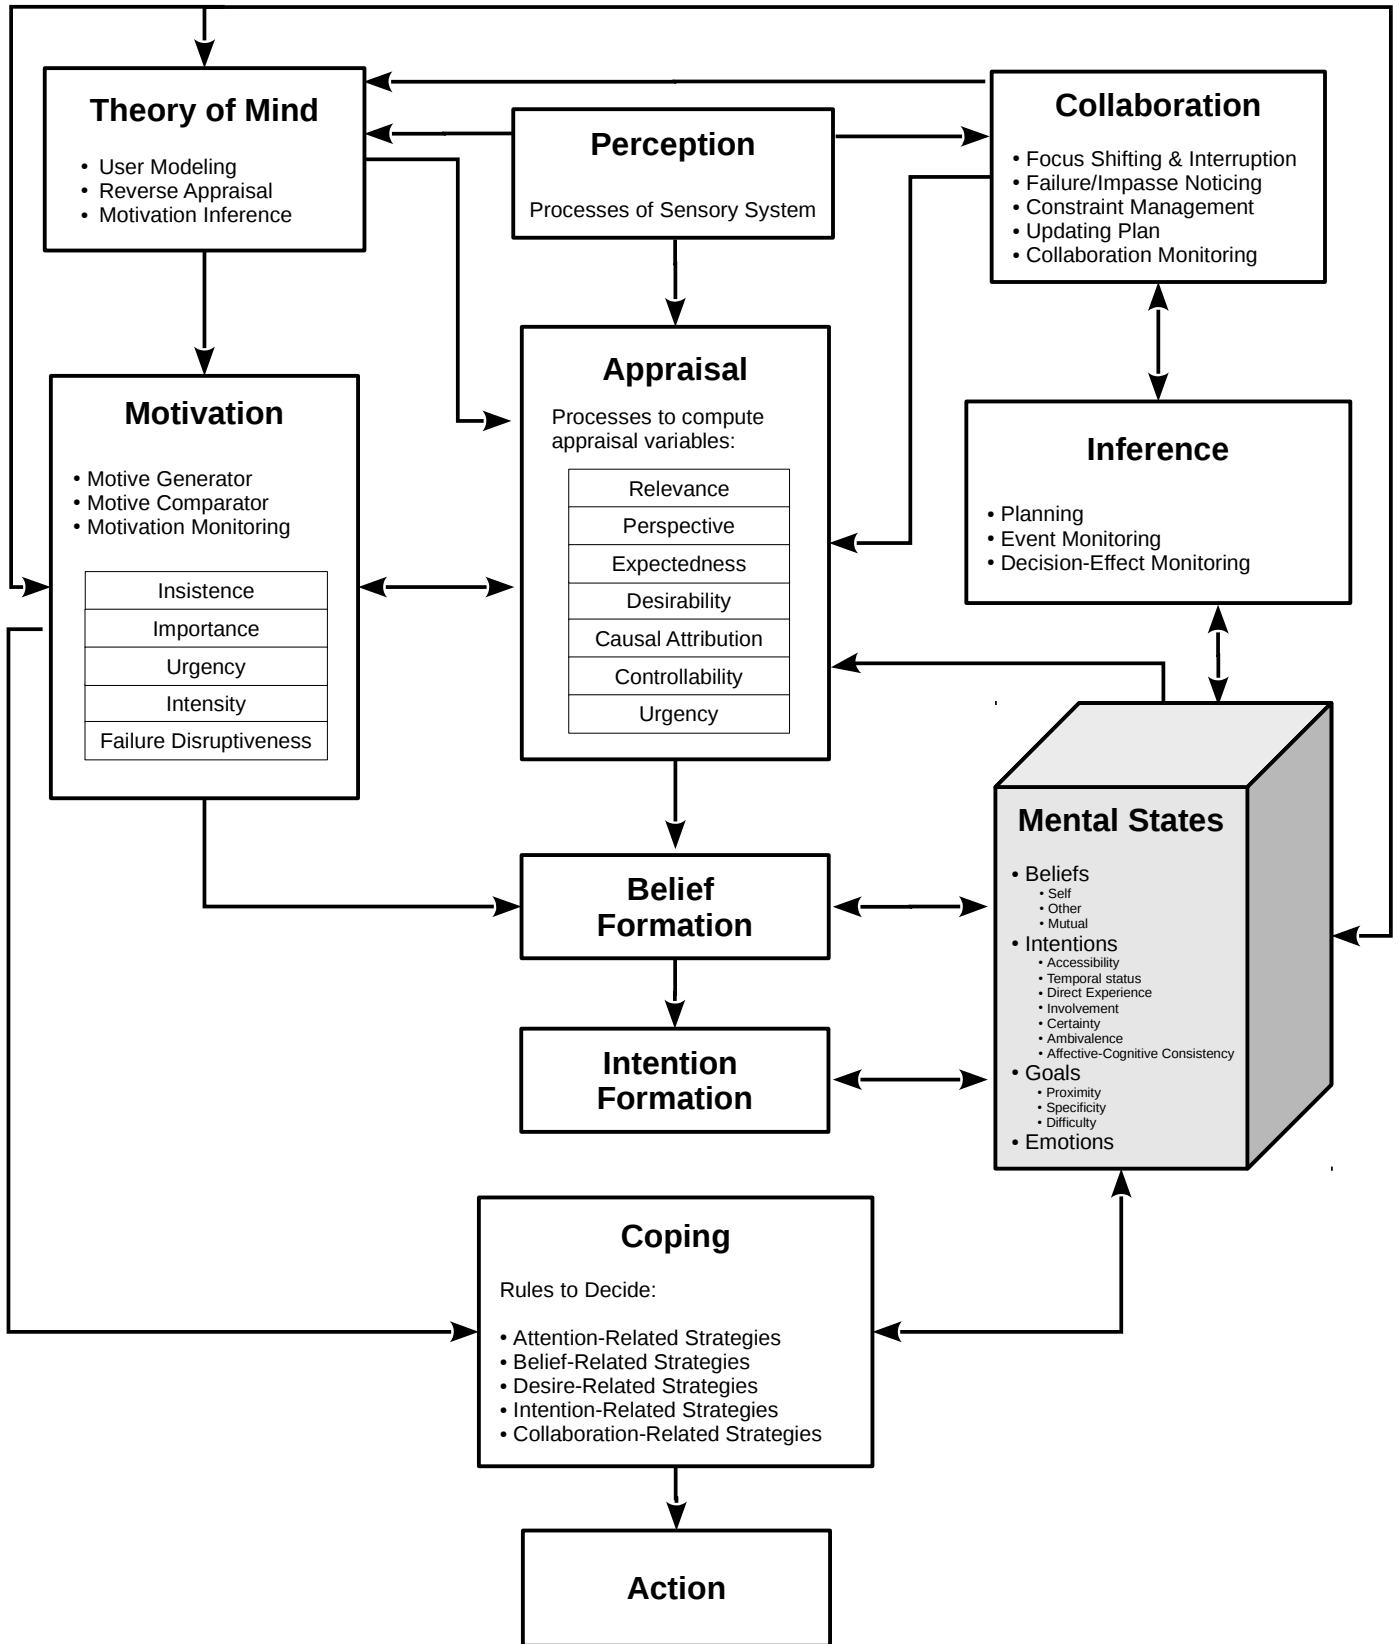 Theory of Mind
• User Modeling
• Reverse Appraisal
• Motivation Inference
Perception
Processes of Sensory System
Collaboration
• Focus Shifting & Interruption
• Failure/Impasse Noticing
• Constraint Management
• Updating Plan
• Collaboration Monitoring
Motivation
• Motive Generator
• Motive Comparator
• Motivation Monitoring
Insistence
Importance
Urgency
Intensity
Failure Disruptiveness
Appraisal
Processes to compute
appraisal variables:
Relevance
Perspective
Expectedness
Desirability
Causal Attribution
Controllability
Urgency
Inference
• Planning
• Event Monitoring
• Decision-Effect Monitoring
Mental States
• Beliefs
• Self
• Other
• Mutual
• Intentions
• Accessibility
• Temporal status
• Direct Experience
• Involvement
• Certainty
• Ambivalence
• Affective-Cognitive Consistency
• Goals
• Proximity
• Specificity
• Difficulty
• Emotions
Belief
Formation
Intention
Formation
Coping
Rules to Decide:
• Attention-Related Strategies
• Belief-Related Strategies
• Desire-Related Strategies
• Intention-Related Strategies
• Collaboration-Related Strategies
Action